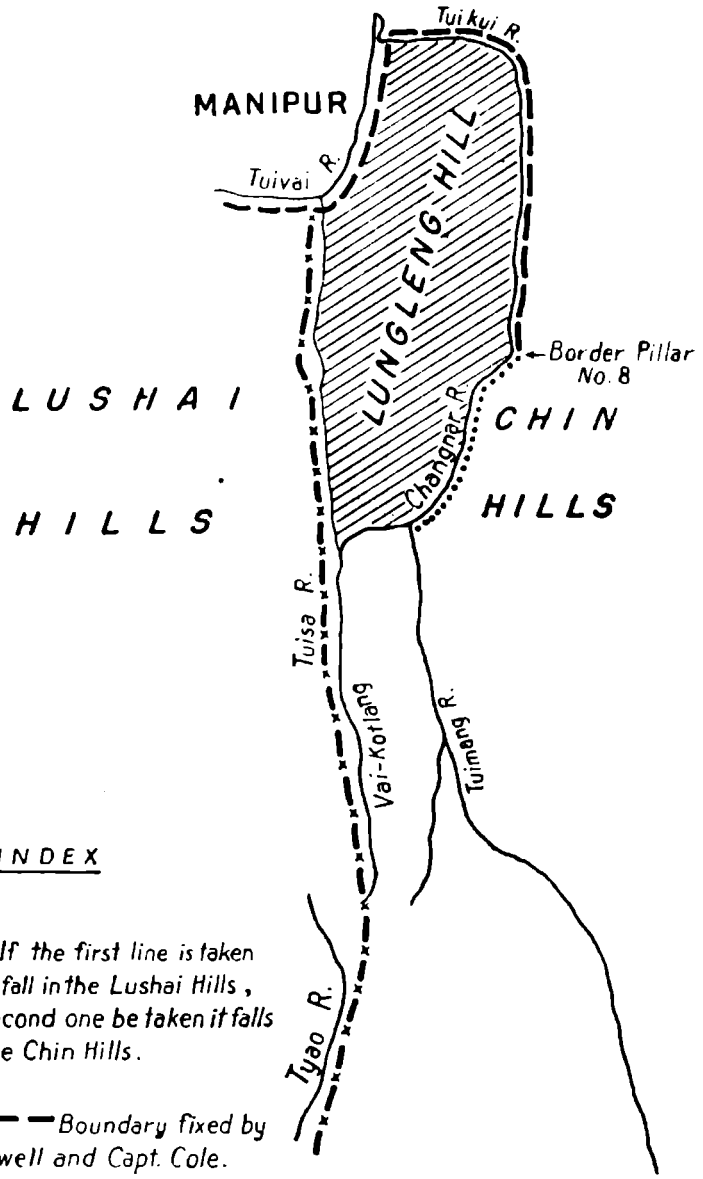 Tuikui R.
MANIPUR
Tuivai R.
LUNGLENG HILL
Border Pillar
No. 8
LUSHAI
HILLS
CHIN
HILLS
Changnar R.
Tuisa R.
Vai-Kotlang
Tuimang R.
Tyao R.
NDEX
If the first line is taken
fall in the Lushai Hills,
econd one be taken it falls
e Chin Hills.
Boundary fixed by
well and Capt. Cole.